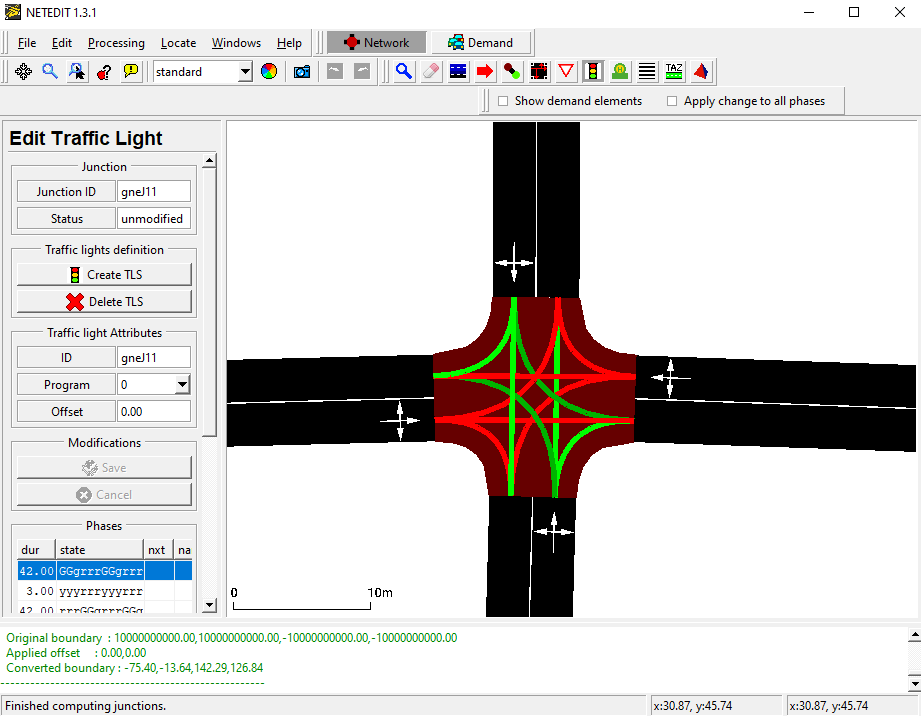 NETEDIT 1.3.1
File Edit Processing Locate Windows Help Network Demand
standard TAZ
Show demand elements Apply change to all phases
Edit Traffic Light
Junction
Junction ID gneJ11
Status unmodified
Traffic lights definition
Create TLS
Delete TLS
Traffic light Attributes
ID gneJ11
Program 0
Offset 0.00
Modifications
Save
Cancel
Phases
dur state nxt na
42.00 GGgrrrGGgrrr
3.00 yyyrrryyyrrr
42.00 rrrGGgrrrGGg
0 10m
Original boundary : 10000000000.00,10000000000.00,-10000000000.00,-10000000000.00
Applied offset : 0.00,0.00
Converted boundary : -75.40,-13.64,142.29,126.84
Finished computing junctions. x:30.87, y:45.74 x:30.87, y:45.74